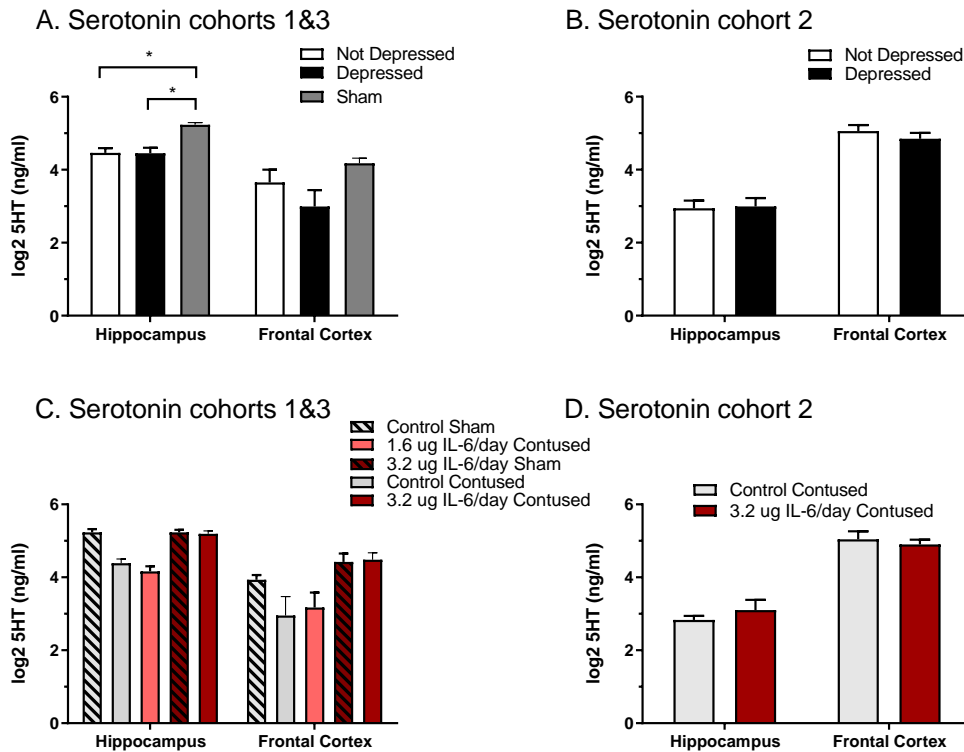 A. Serotonin cohorts 1&3
*
*
Not Depressed
Depressed
Sham
6
4
2
0
log2 5HT (ng/ml)
Hippocampus
Frontal Cortex
B. Serotonin cohort 2
Not Depressed
Depressed
6
4
2
0
log2 5HT (ng/ml)
Hippocampus
Frontal Cortex
C. Serotonin cohorts 1&3
Control Sham
1.6 ug IL-6/day Contused
3.2 ug IL-6/day Sham
Control Contused
3.2 ug IL-6/day Contused
6
4
2
0
log2 5HT (ng/ml)
Hippocampus
Frontal Cortex
D. Serotonin cohort 2
Control Contused
3.2 ug IL-6/day Contused
6
4
2
0
log2 5HT (ng/ml)
Hippocampus
Frontal Cortex